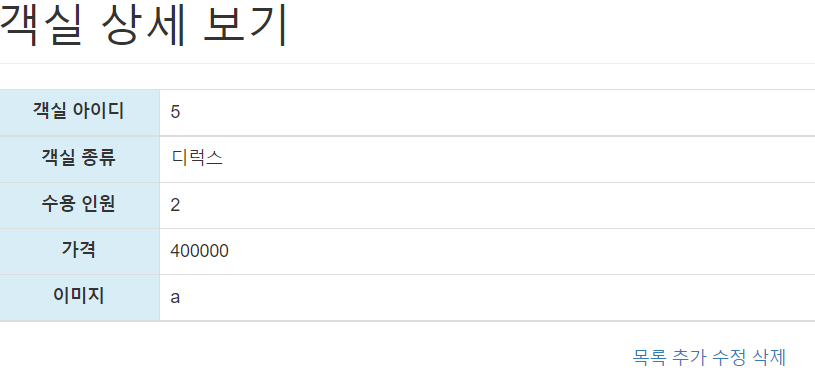 객실 상세 보기
객실 아이디 5
객실 종류 디럭스
수용 인원 2
가격 400000
이미지 a
목록 추가 수정 삭제